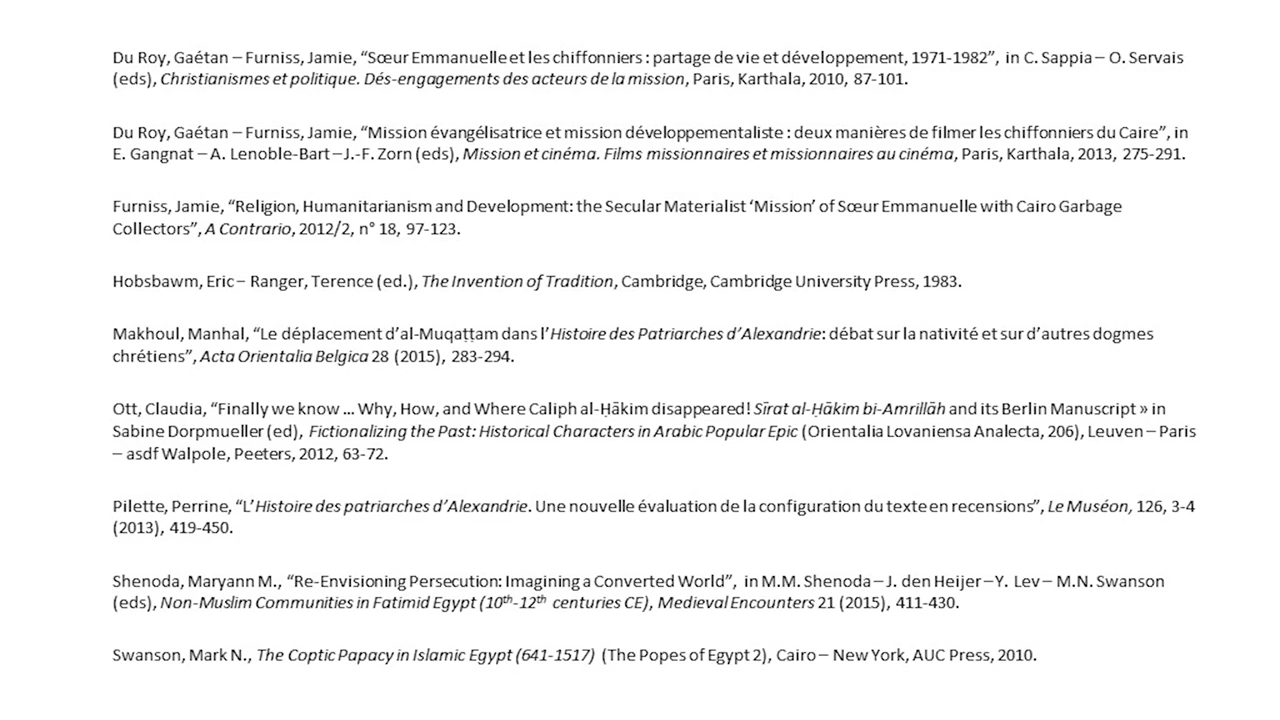 Du Roy, Gaétan – Furniss, Jamie, “Sœur Emmanuelle et les chiffonniers : partage de vie et développement, 1971-1982”, in C. Sappia – O. Servais
(eds), Christianismes et politique. Dés-engagements des acteurs de la mission, Paris, Karthala, 2010, 87-101.
Du Roy, Gaétan – Furniss, Jamie, “Mission évangélisatrice et mission développementaliste : deux manières de filmer les chiffonniers du Caire”, in
E. Gangnat – A. Lenoble-Bart – J.-F. Zorn (eds), Mission et cinéma. Films missionnaires et missionnaires au cinéma, Paris, Karthala, 2013, 275-291.
Furniss, Jamie, “Religion, Humanitarianism and Development: the Secular Materialist ‘Mission’ of Sœur Emmanuelle with Cairo Garbage
Collectors”, A Contrario, 2012/2, n° 18, 97-123.
Hobsbawm, Eric – Ranger, Terence (ed.), The Invention of Tradition, Cambridge, Cambridge University Press, 1983.
Makhoul, Manhal, “Le déplacement d’al-Muqaṭṭam dans l’Histoire des Patriarches d’Alexandrie: débat sur la nativité et sur d’autres dogmes
chrétiens”, Acta Orientalia Belgica 28 (2015), 283-294.
Ott, Claudia, “Finally we know ... Why, How, and Where Caliph al-Ḥākim disappeared! Sīrat al-Ḥākim bi-Amrillāh and its Berlin Manuscript » in
Sabine Dorpmueller (ed), Fictionalizing the Past: Historical Characters in Arabic Popular Epic (Orientalia Lovaniensa Analecta, 206), Leuven – Paris
– asdf Walpole, Peeters, 2012, 63-72.
Pilette, Perrine, “L’Histoire des patriarches d’Alexandrie. Une nouvelle évaluation de la configuration du texte en recensions”, Le Muséon, 126, 3-4
(2013), 419-450.
Shenoda, Maryann M., “Re-Envisioning Persecution: Imagining a Converted World”, in M.M. Shenoda – J. den Heijer – Y. Lev – M.N. Swanson
(eds), Non-Muslim Communities in Fatimid Egypt (10th-12th centuries CE), Medieval Encounters 21 (2015), 411-430.
Swanson, Mark N., The Coptic Papacy in Islamic Egypt (641-1517) (The Popes of Egypt 2), Cairo – New York, AUC Press, 2010.